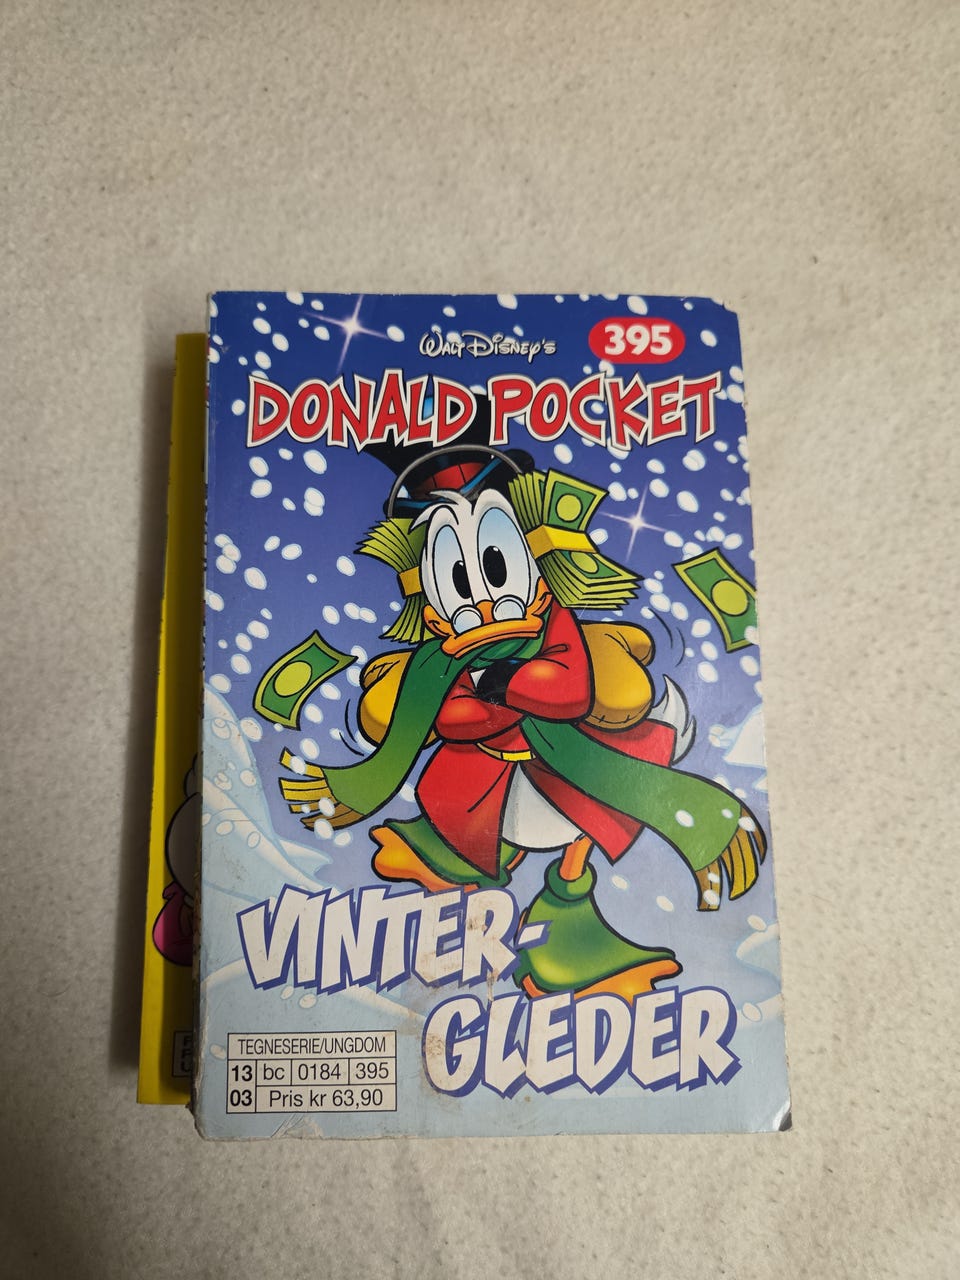 WALT DISNEY'S
395
DONALD POCKET
VINTER-
GLEDER
TEGNESERIE/UNGDOM
13 bc 0184 395
03 Pris kr 63,90